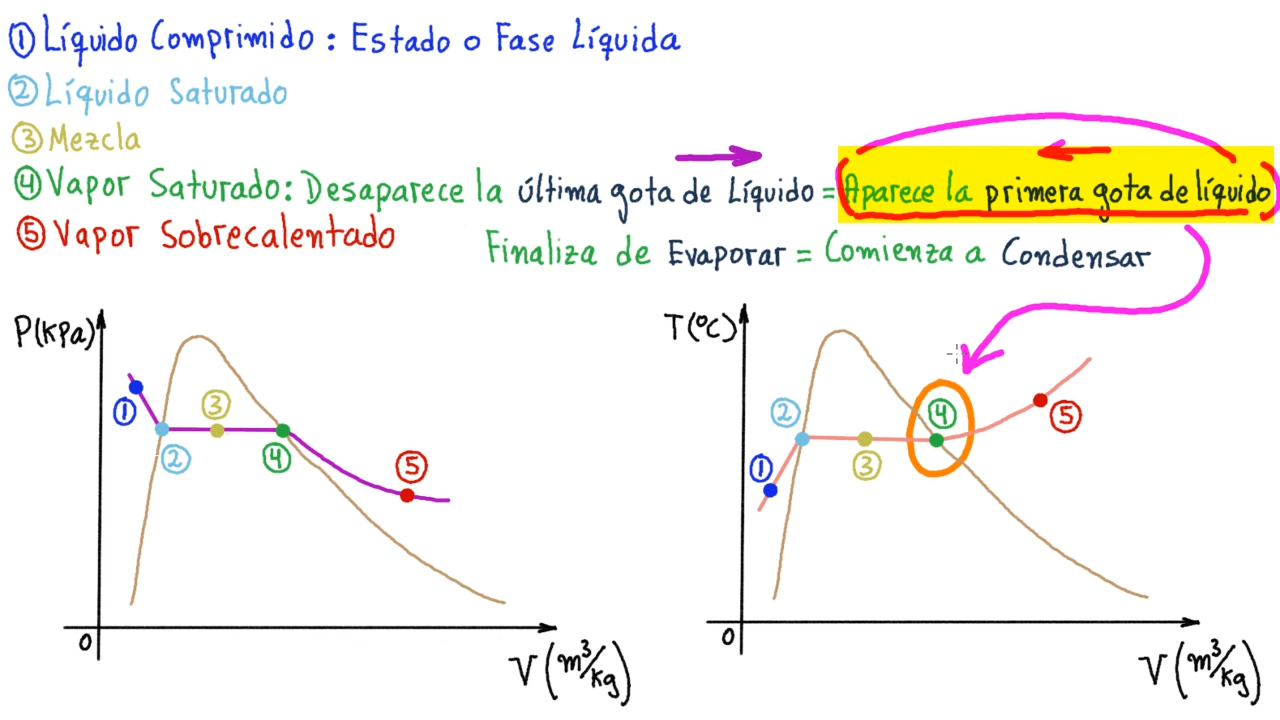 ① Líquido Comprimido : Estado o Fase Líquida
② Líquido Saturado
③ Mezcla
④ Vapor Saturado: Desaparece la última gota de Líquido = Aparece la primera gota de líquido
⑤ Vapor Sobrecalentado
Finaliza de Evaporar = Comienza a Condensar
P(KPa)
①
②
③
④
⑤
0
V (m³/kg)
T(°C)
①
②
③
④
⑤
0
V (m³/kg)